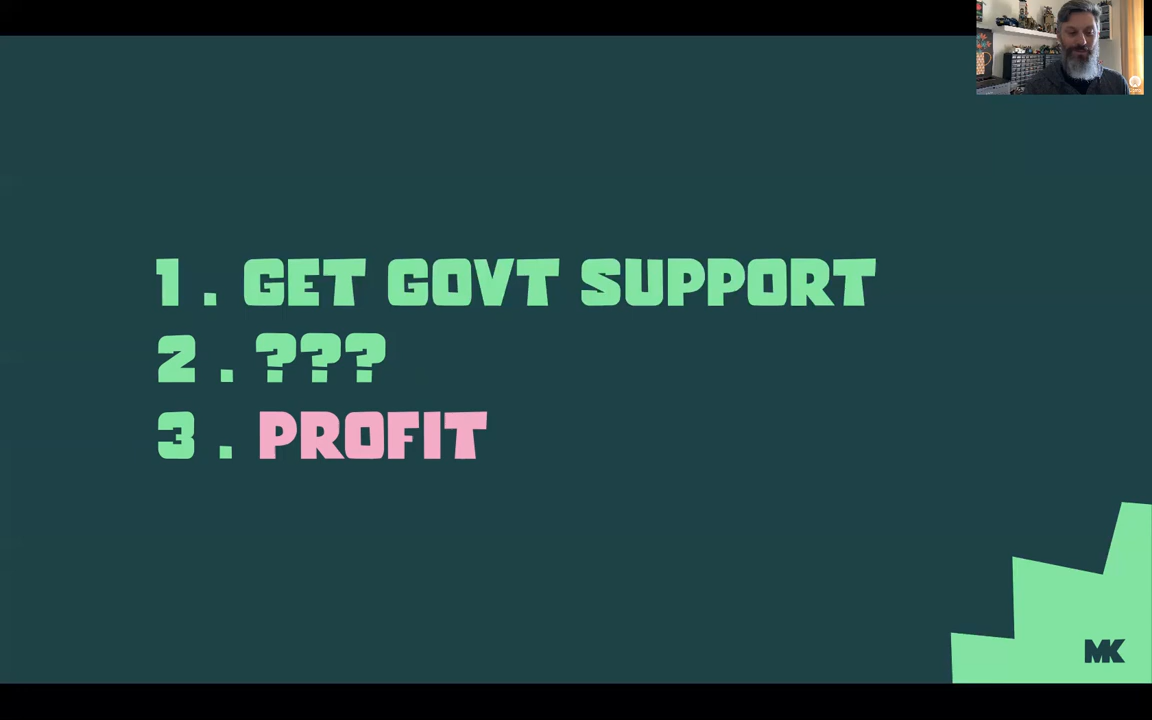 1 . GET GOVT SUPPORT
2 . ???
3 . PROFIT
MK